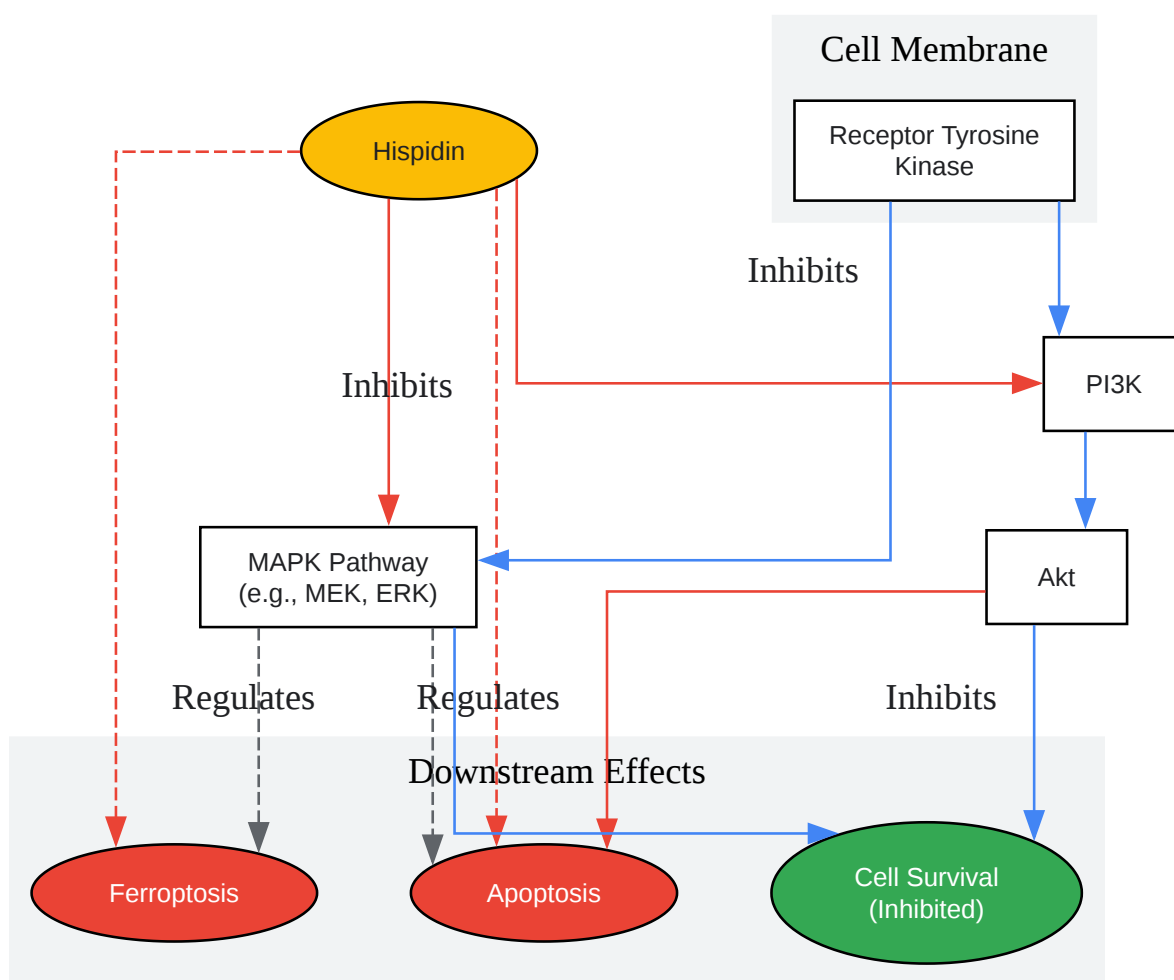 Cell Membrane
Receptor Tyrosine
Kinase
Hispidin
Inhibits
Inhibits
PI3K
MAPK Pathway
(e.g., MEK, ERK)
Akt
Regulates
Regulates
Inhibits
Downstream Effects
Ferroptosis
Apoptosis
Cell Survival
(Inhibited)